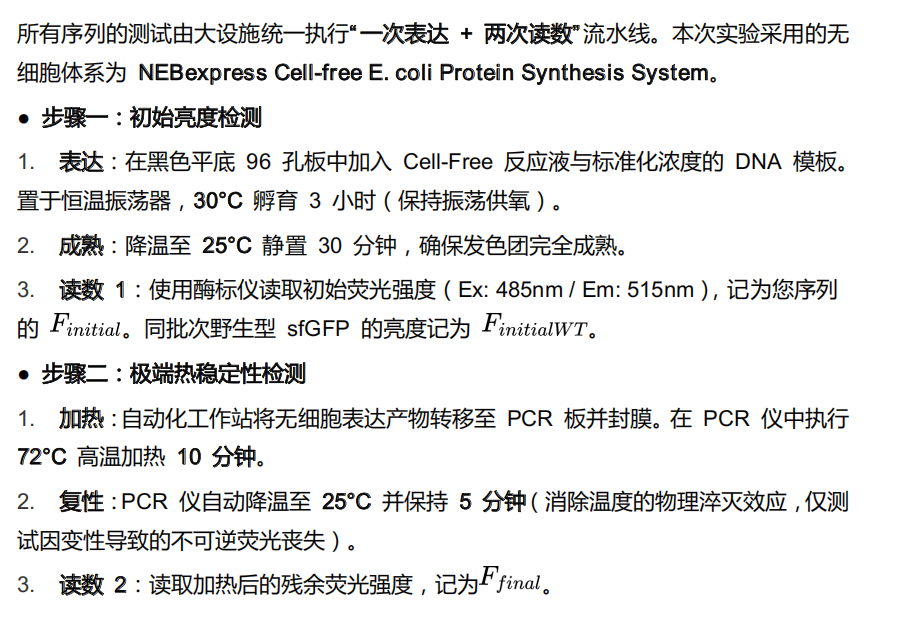 所有序列的测试由大设施统一执行“一次表达 + 两次读数”流水线。本次实验采用的无
细胞体系为 NEBexpress Cell-free E. coli Protein Synthesis System。
● 步骤一：初始亮度检测
1. 表达：在黑色平底 96 孔板中加入 Cell-Free 反应液与标准化浓度的 DNA 模板。
置于恒温振荡器，30°C 孵育 3 小时（保持振荡供氧）。
2. 成熟：降温至 25°C 静置 30 分钟，确保发色团完全成熟。
3. 读数 1：使用酶标仪读取初始荧光强度（Ex: 485nm / Em: 515nm），记为您序列
的 F_{initial}。同批次野生型 sfGFP 的亮度记为 F_{initialWT}。
● 步骤二：极端热稳定性检测
1. 加热：自动化工作站将无细胞表达产物转移至 PCR 板并封膜。在 PCR 仪中执行
72°C 高温加热 10 分钟。
2. 复性：PCR 仪自动降温至 25°C 并保持 5 分钟（消除温度的物理淬灭效应，仅测
试因变性导致的不可逆荧光丧失）。
3. 读数 2：读取加热后的残余荧光强度，记为F_{final}。